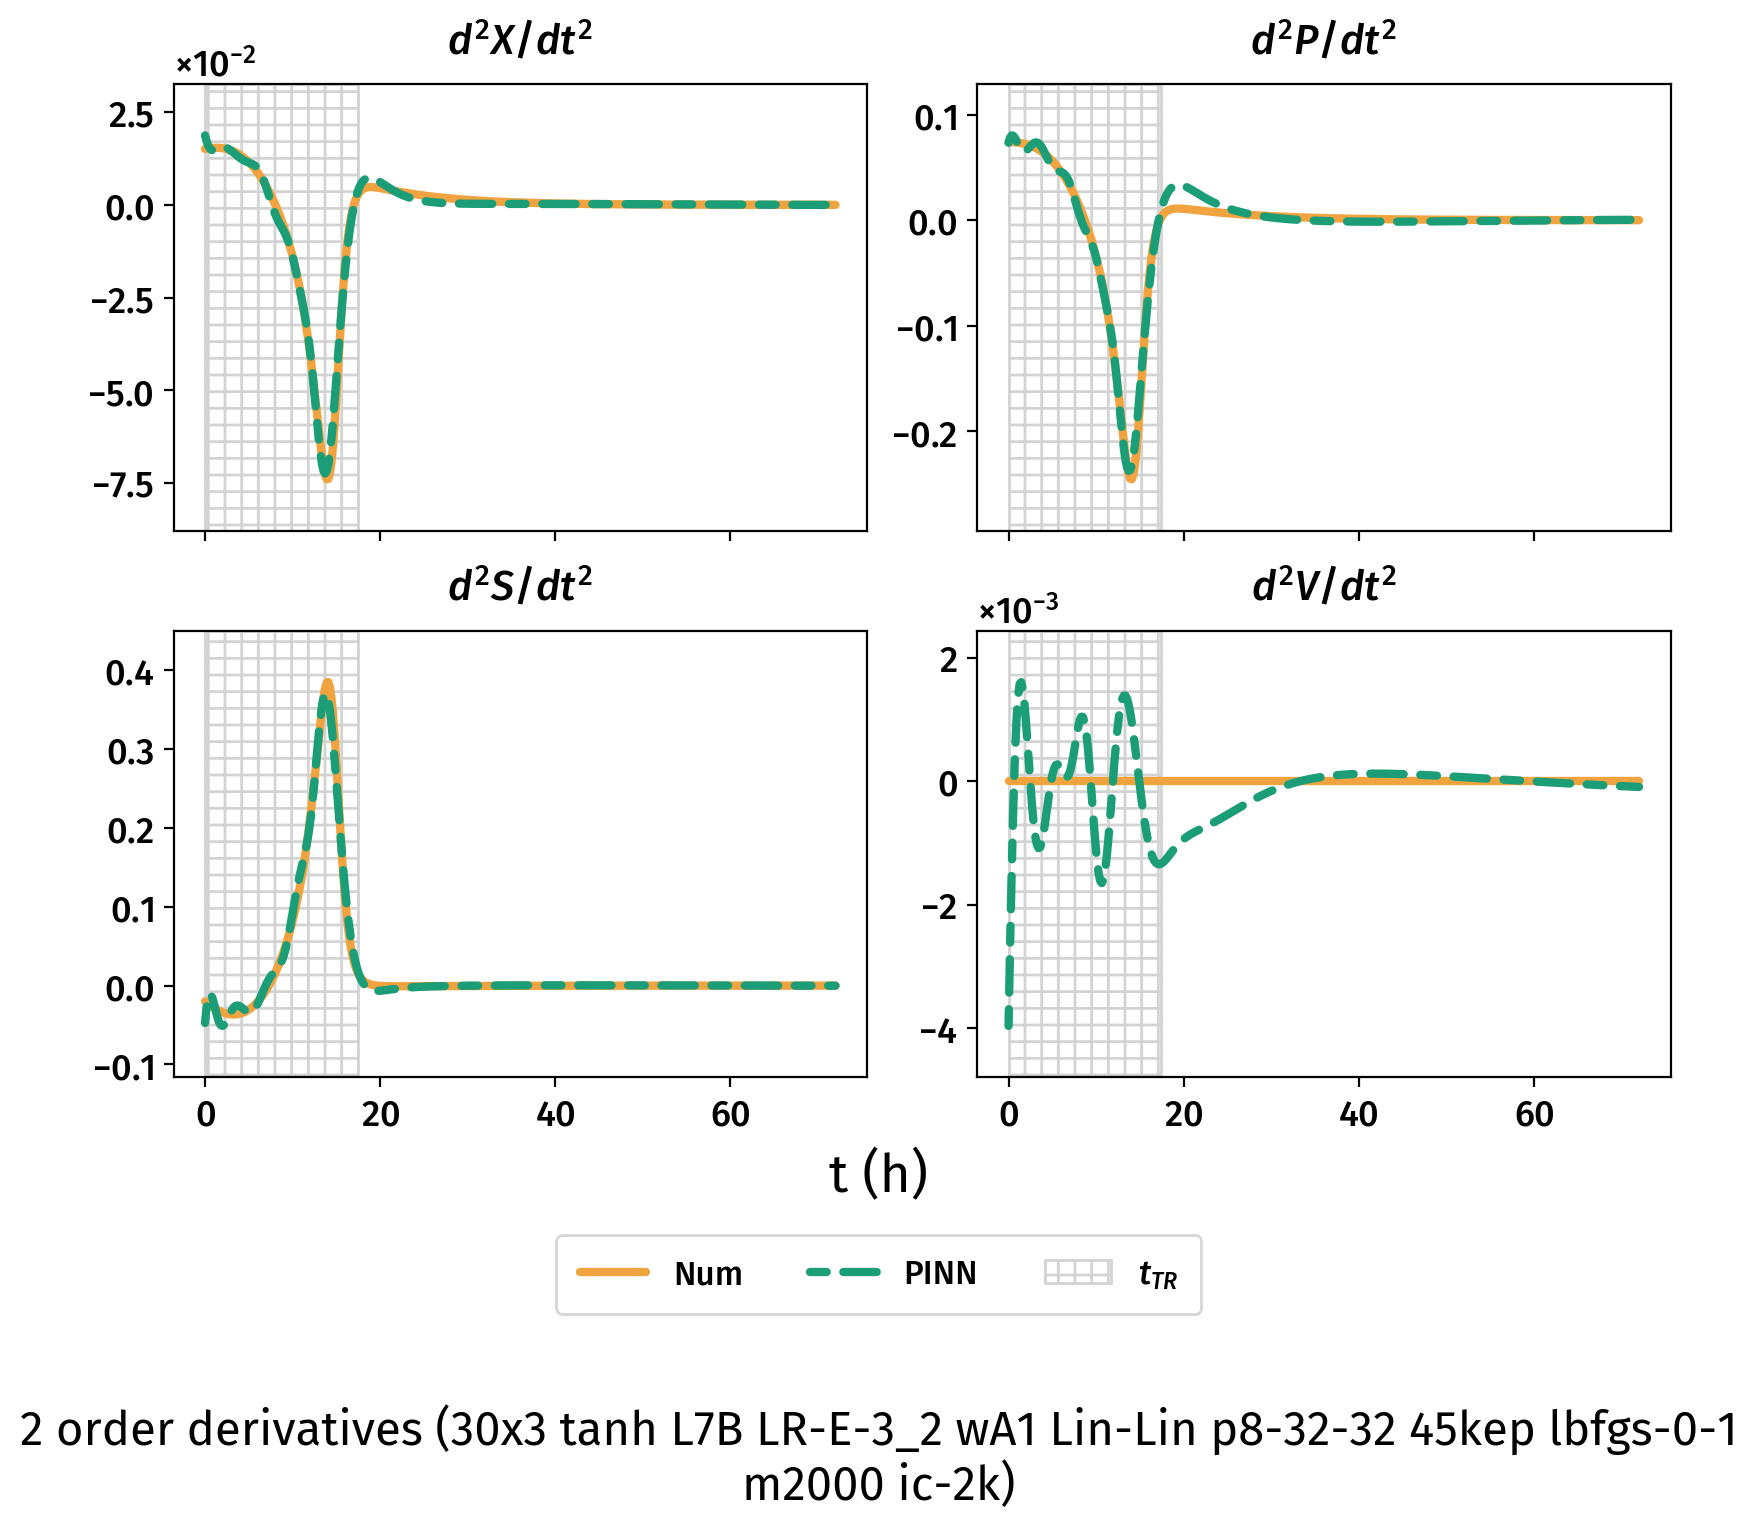 d²X/dt²
d²P/dt²
×10⁻²
2.5
0.0
−2.5
−5.0
−7.5
0.1
0.0
−0.1
−0.2
d²S/dt²
d²V/dt²
0.4
0.3
0.2
0.1
0.0
−0.1
×10⁻³
2
0
−2
−4
0 20 40 60
0 20 40 60
t (h)
Num PINN t_TR
2 order derivatives (30x3 tanh L7B LR-E-3_2 wA1 Lin-Lin p8-32-32 45kep lbfgs-0-1
m2000 ic-2k)